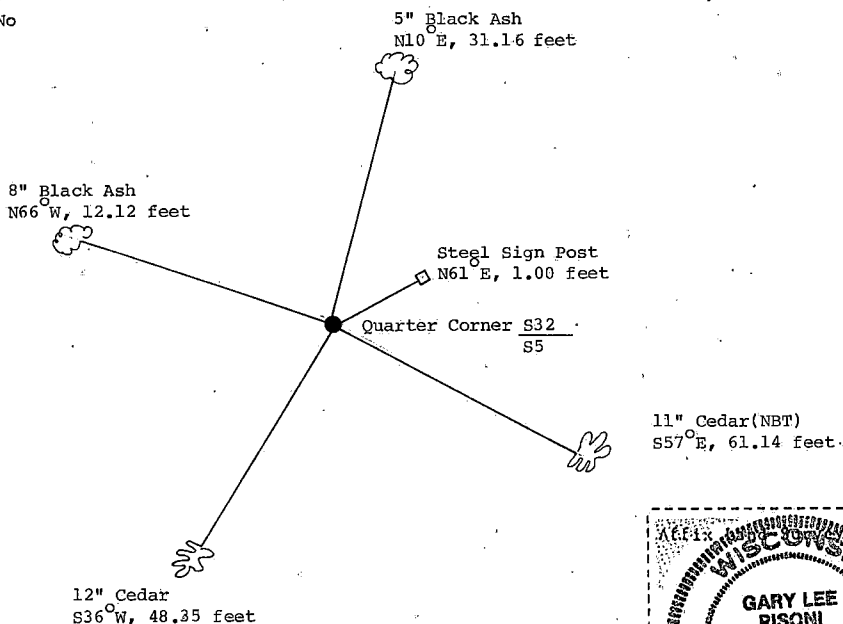 No
5" Black Ash
N10°E, 31.16 feet
8" Black Ash
N66°W, 12.12 feet
Steel Sign Post
N61°E, 1.00 feet
Quarter Corner S32
S5
11" Cedar(NBT)
S57°E, 61.14 feet
12" Cedar
S36°W, 48.35 feet
Affix
WISCONS
GARY LEE
RISONI